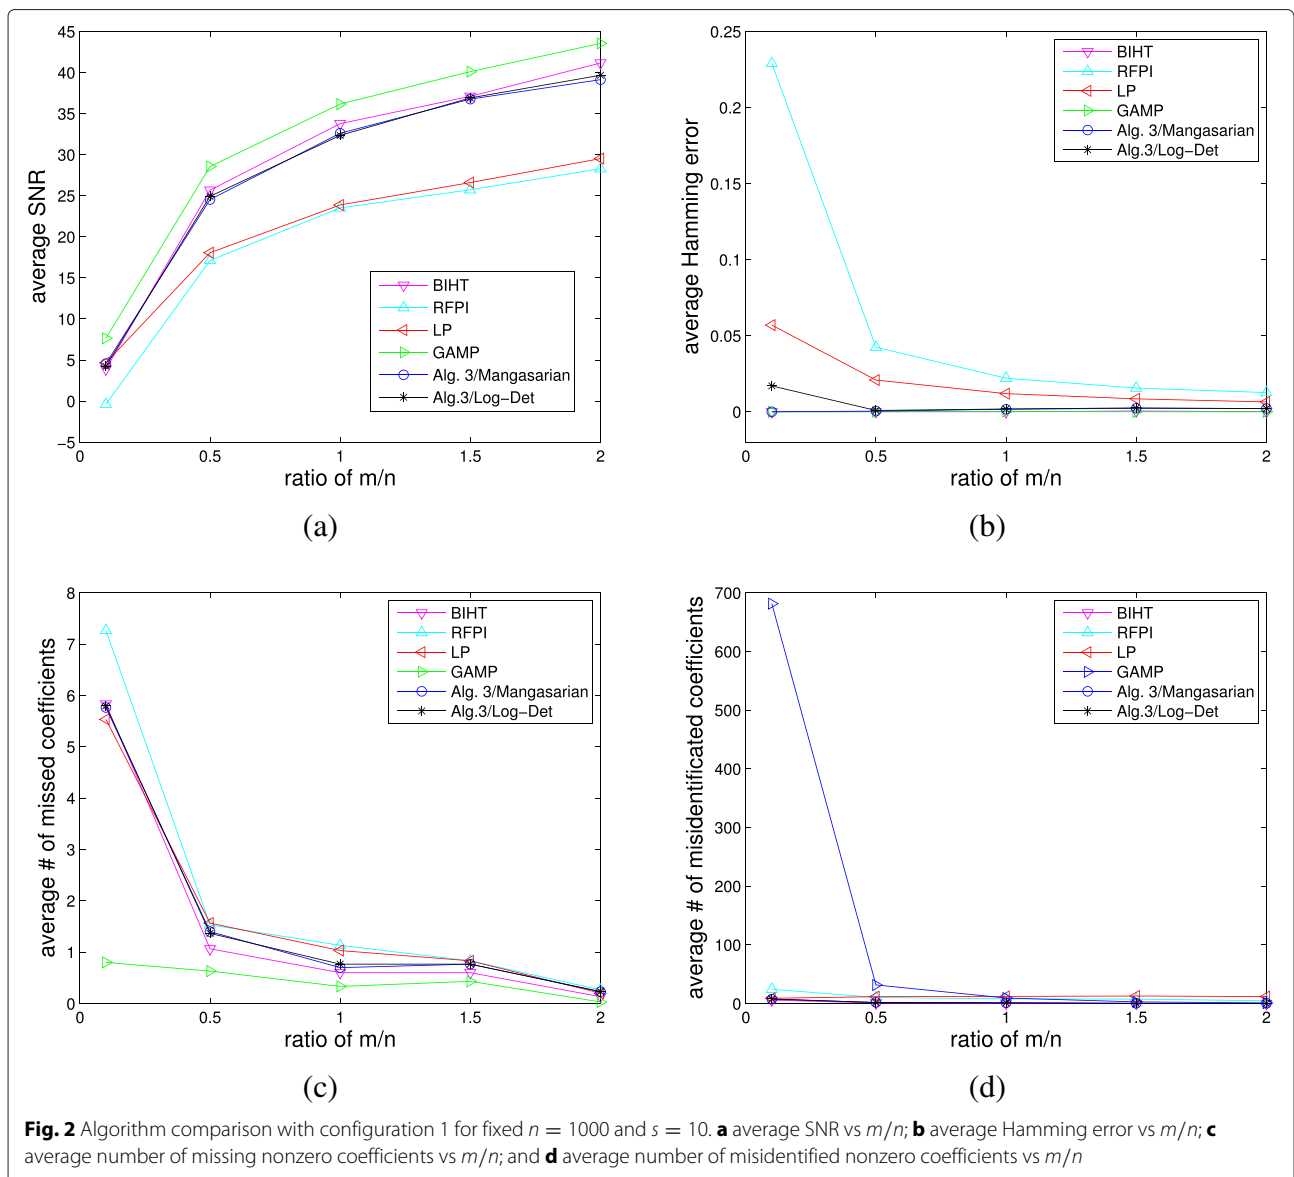 45
40
35
30
25
20
15
10
5
0
−5
average SNR
0 0.5 1 1.5 2
ratio of m/n
BIHT
RFPI
LP
GAMP
Alg. 3/Mangasarian
Alg.3/Log−Det
(a)
0.25
0.2
0.15
0.1
0.05
0
average Hamming error
0 0.5 1 1.5 2
ratio of m/n
BIHT
RFPI
LP
GAMP
Alg. 3/Mangasarian
Alg.3/Log−Det
(b)
8
7
6
5
4
3
2
1
0
average # of missed coefficients
0 0.5 1 1.5 2
ratio of m/n
BIHT
RFPI
LP
GAMP
Alg. 3/Mangasarian
Alg.3/Log−Det
(c)
700
600
500
400
300
200
100
0
average # of misidentificated coefficients
0 0.5 1 1.5 2
ratio of m/n
BIHT
RFPI
LP
GAMP
Alg. 3/Mangasarian
Alg.3/Log−Det
(d)
Fig. 2 Algorithm comparison with configuration 1 for fixed n = 1000 and s = 10. a average SNR vs m/n; b average Hamming error vs m/n; c
average number of missing nonzero coefficients vs m/n; and d average number of misidentified nonzero coefficients vs m/n